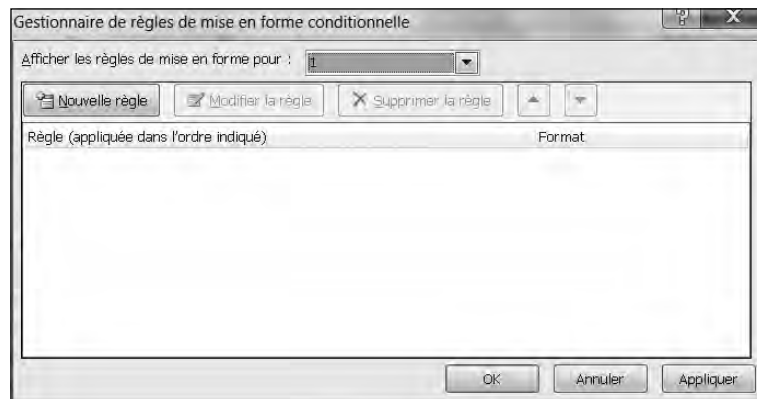 Gestionnaire de règles de mise en forme conditionnelle
Afficher les règles de mise en forme pour : t
Nouvelle règle Modifier la règle Supprimer la règle
Règle (appliquée dans l'ordre indiqué) Format
OK Annuler Appliquer